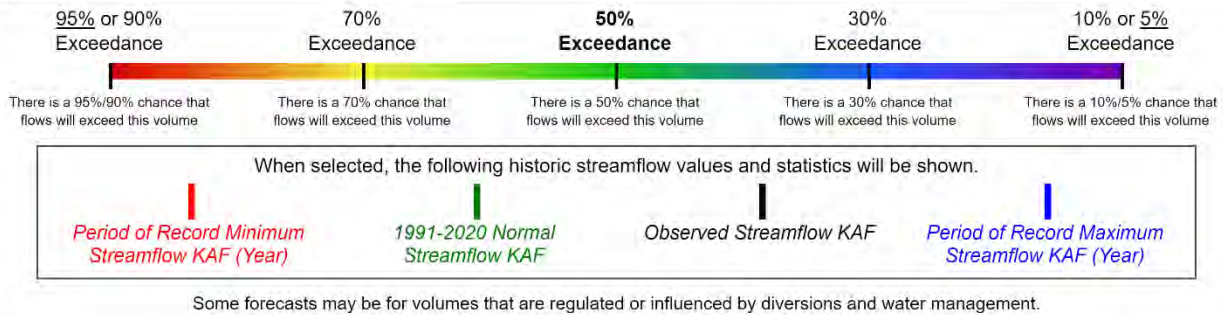 95% or 90%
Exceedance
70%
Exceedance
50%
Exceedance
30%
Exceedance
10% or 5%
Exceedance
There is a 95%/90% chance that
flows will exceed this volume
There is a 70% chance that
flows will exceed this volume
There is a 50% chance that
flows will exceed this volume
There is a 30% chance that
flows will exceed this volume
There is a 10%/5% chance that
flows will exceed this volume
When selected, the following historic streamflow values and statistics will be shown.
Period of Record Minimum
Streamflow KAF (Year)
1991-2020 Normal
Streamflow KAF
Observed Streamflow KAF
Period of Record Maximum
Streamflow KAF (Year)
Some forecasts may be for volumes that are regulated or influenced by diversions and water management.